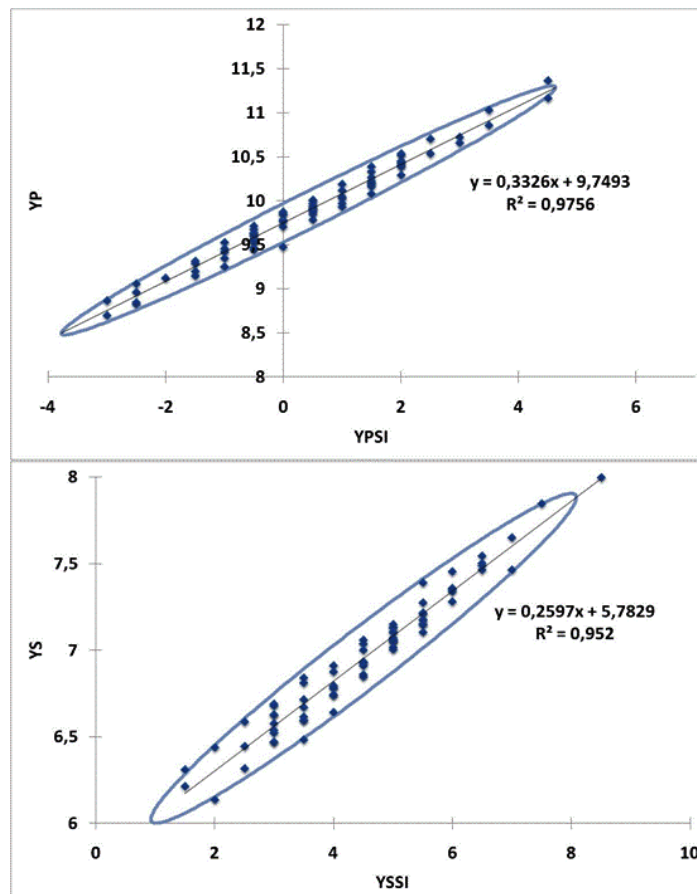 12
11,5
11
10,5
10
9,5
9
8,5
8
YP
y = 0,3326x + 9,7493
R² = 0,9756
-4 -2 0 2 4 6
YPSI
8
7,5
7
6,5
6
YS
y = 0,2597x + 5,7829
R² = 0,952
0 2 4 6 8 10
YSSI